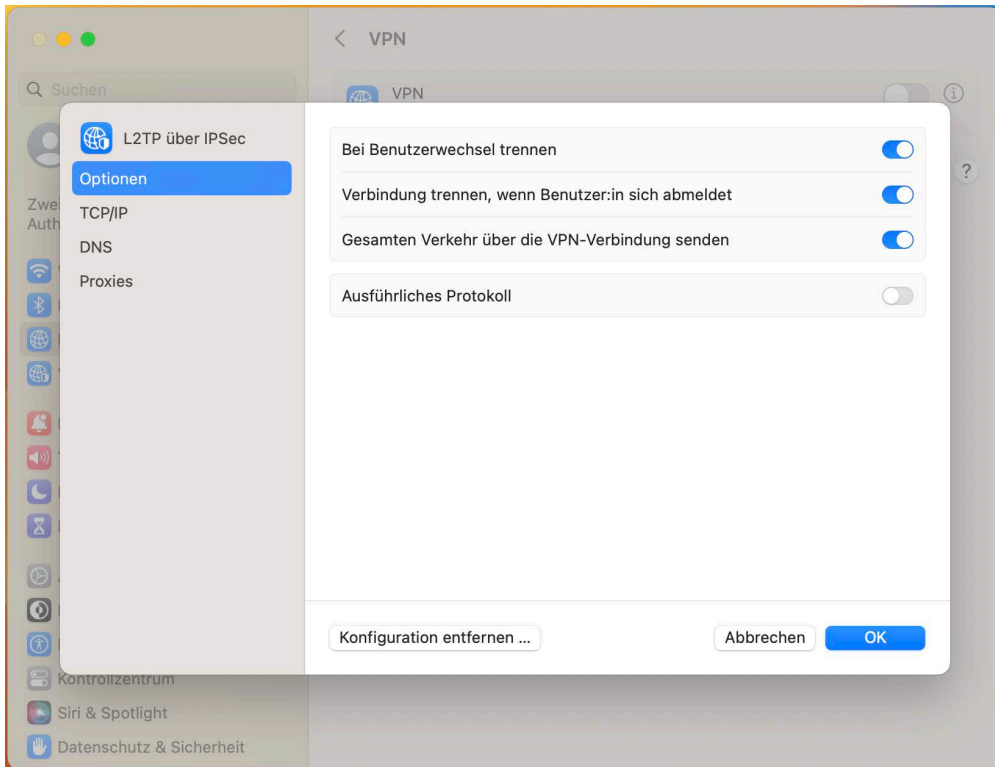 VPN
Suchen
VPN
L2TP über IPSec
Optionen
TCP/IP
DNS
Proxies
Bei Benutzerwechsel trennen
Verbindung trennen, wenn Benutzer:in sich abmeldet
Gesamten Verkehr über die VPN-Verbindung senden
Ausführliches Protokoll
?
Zwei
Auth
Konfiguration entfernen ...
Abbrechen
OK
Kontrollzentrum
Siri & Spotlight
Datenschutz & Sicherheit